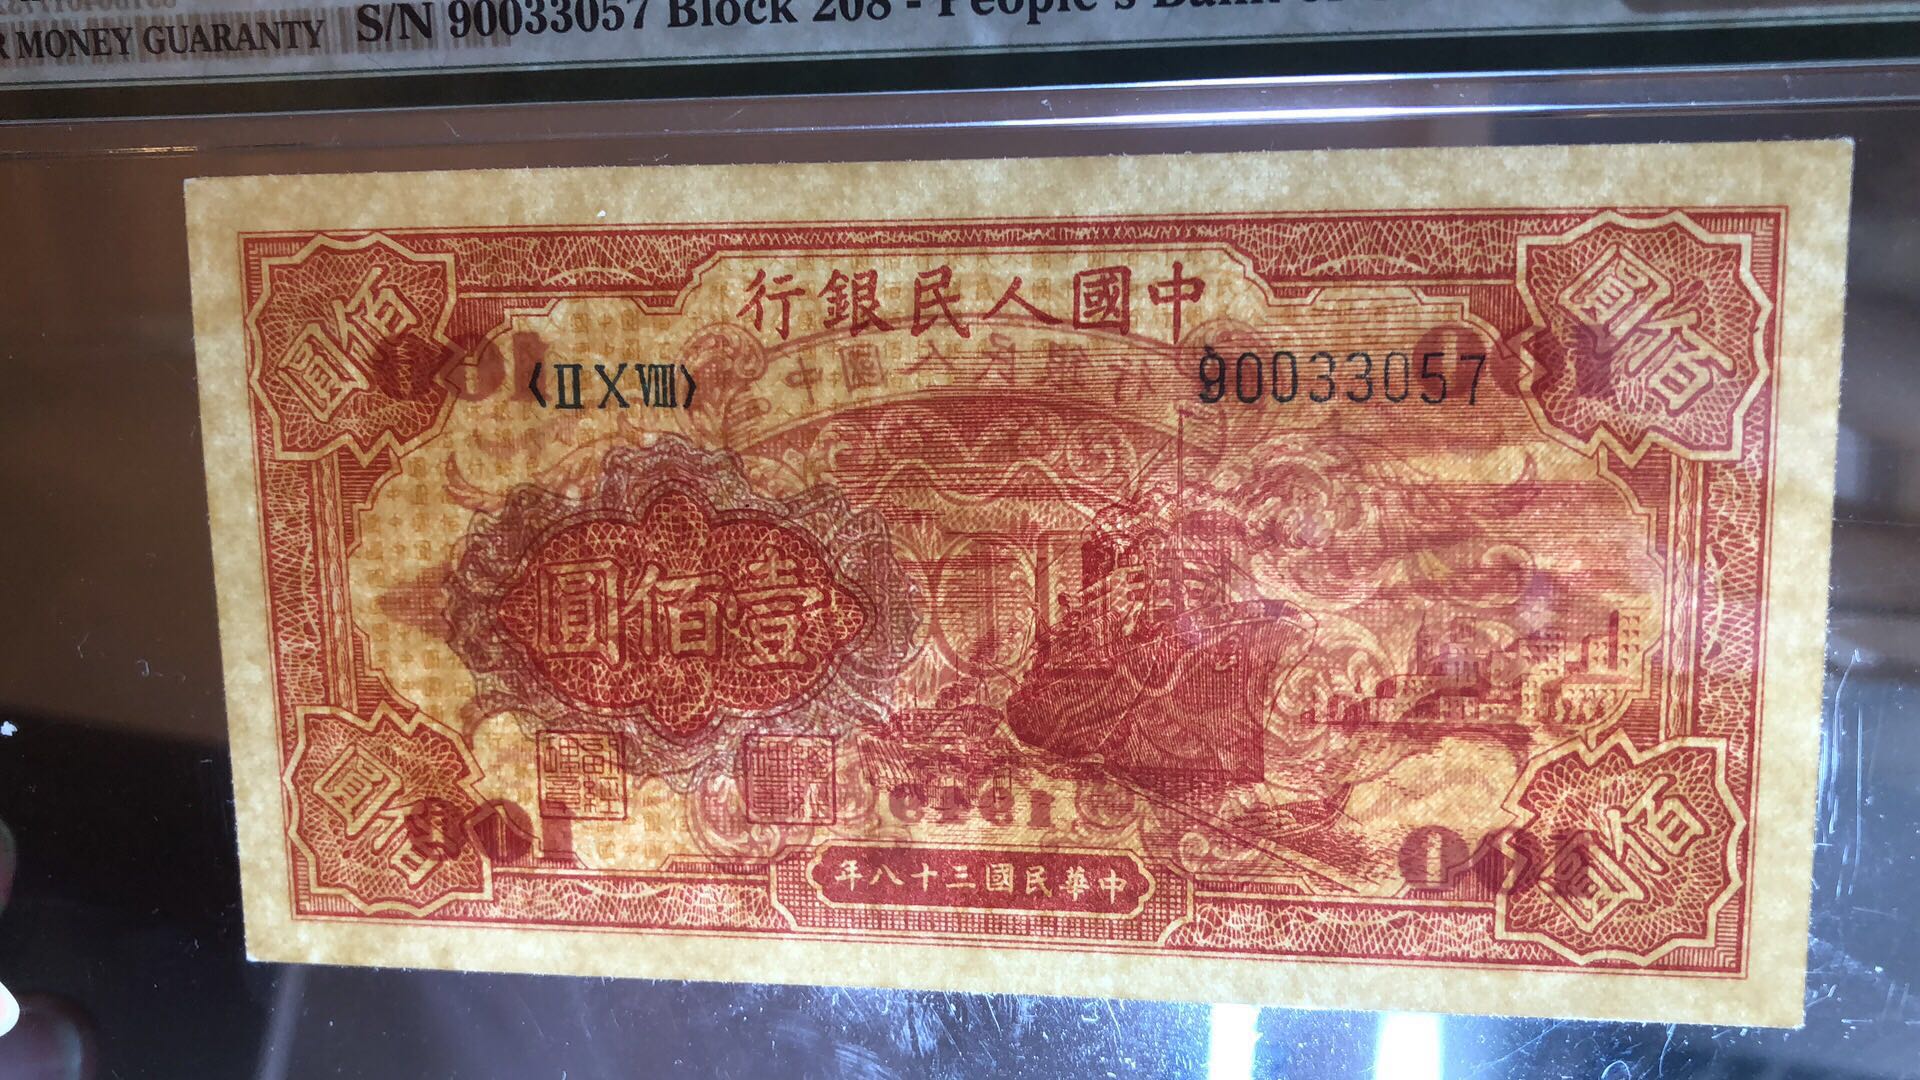 R MONEY GUARANTY S/N 90033057 Block 208 - People's Bank
行銀民人國中
〈II X VIII〉 90033057
圓佰
圓佰
圓佰壹
圓佰
圓佰
年八十三國民華中